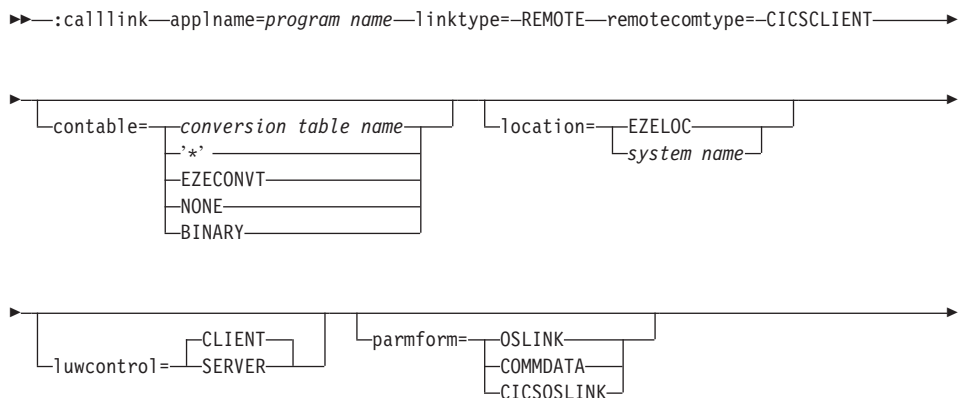 :calllink applname=program name linktype= REMOTE remotecomtype= CICSCLIENT
contable= conversion table name
'*'
EZECONVT
NONE
BINARY
location= EZELOC
system name
luwcontrol= CLIENT
SERVER
parmform= OSLINK
COMMDATA
CICSOSLINK